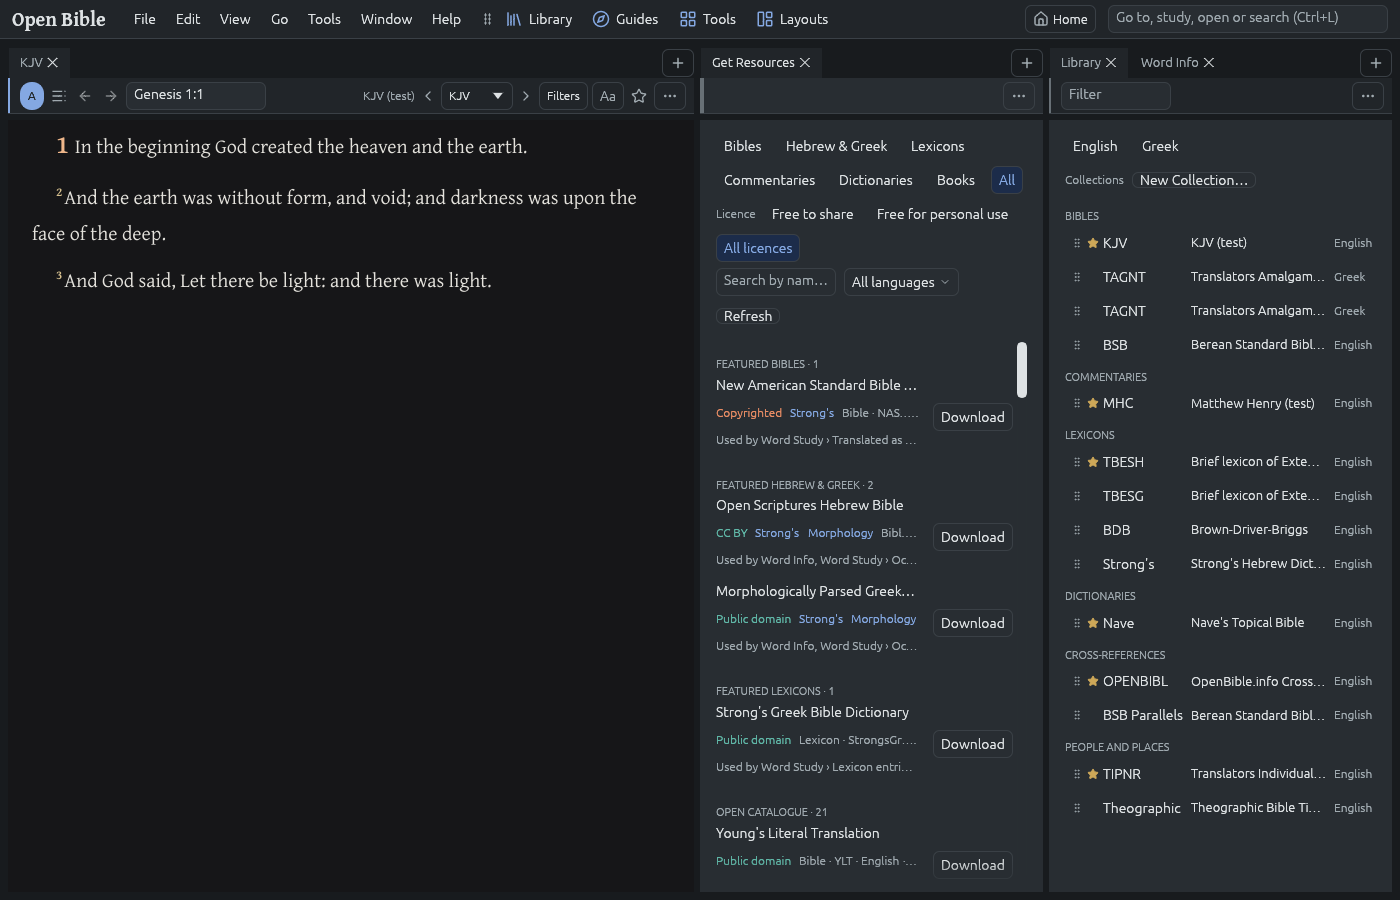 Open Bible File Edit View Go Tools Window Help Library Guides Tools Layouts Home Go to, study, open or search (Ctrl+L)
KJV
A Genesis 1:1 KJV (test) KJV Filters Aa
1 In the beginning God created the heaven and the earth.
2 And the earth was without form, and void; and darkness was upon the
face of the deep.
3 And God said, Let there be light: and there was light.
Get Resources
Bibles Hebrew & Greek Lexicons
Commentaries Dictionaries Books All
Licence Free to share Free for personal use
All licences
Search by nam... All languages
Refresh
FEATURED BIBLES · 1
New American Standard Bible ...
Copyrighted Strong's Bible · NAS..... Download
Used by Word Study › Translated as ...
FEATURED HEBREW & GREEK · 2
Open Scriptures Hebrew Bible
CC BY Strong's Morphology Bibl.... Download
Used by Word Info, Word Study › Oc...
Morphologically Parsed Greek...
Public domain Strong's Morphology Download
Used by Word Info, Word Study › Oc...
FEATURED LEXICONS · 1
Strong's Greek Bible Dictionary
Public domain Lexicon · StrongsGr.... Download
Used by Word Study › Lexicon entri...
OPEN CATALOGUE · 21
Young's Literal Translation
Public domain Bible · YLT · English ·... Download
Library Word Info
Filter
English Greek
Collections New Collection...
BIBLES
KJV KJV (test) English
TAGNT Translators Amalgam... Greek
TAGNT Translators Amalgam... Greek
BSB Berean Standard Bibl... English
COMMENTARIES
MHC Matthew Henry (test) English
LEXICONS
TBESH Brief lexicon of Exte... English
TBESG Brief lexicon of Exte... English
BDB Brown-Driver-Briggs English
Strong's Strong's Hebrew Dict... English
DICTIONARIES
Nave Nave's Topical Bible English
CROSS-REFERENCES
OPENBIBL OpenBible.info Cross... English
BSB Parallels Berean Standard Bibl... English
PEOPLE AND PLACES
TIPNR Translators Individual... English
Theographic Theographic Bible Ti... English